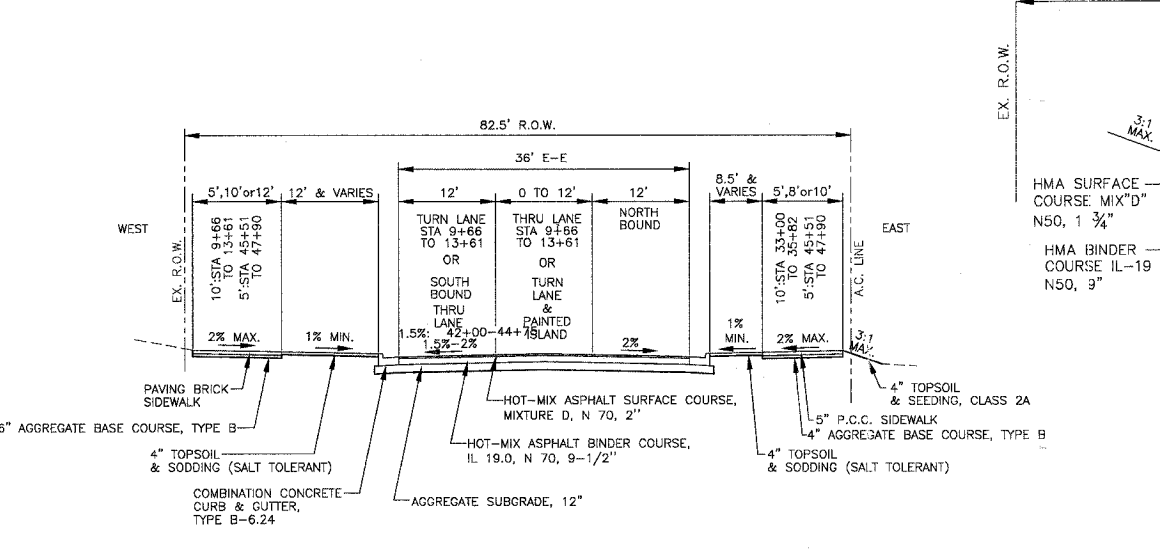 EX. R.O.W.
3:1
MAX.
HMA SURFACE
COURSE MIX"D"
N50, 1 3/4"
HMA BINDER
COURSE IL-19
N50, 9"
82.5' R.O.W.
36' E-E
5',10'or12'
12' & VARIES
12'
0 TO 12'
12'
8.5' &
VARIES
5',8'or10'
WEST
EX. R.O.W.
10':STA 9+66
TO 13+61
5':STA 45+51
TO 47+90
TURN LANE
STA 9+66
TO 13+61
OR
SOUTH
BOUND
THRU
LANE
THRU LANE
STA 9+66
TO 13+61
OR
TURN
LANE
&
PAINTED
ISLAND
NORTH
BOUND
10':STA 33+00
TO 35+82
5':STA 45+51
TO 47+90
A.C. LINE
EAST
2% MAX.
1% MIN.
1.5%: 42+00-44+75
1.5%-2%
2%
1%
MIN.
2% MAX.
3:1
MAX.
PAVING BRICK
SIDEWALK
6" AGGREGATE BASE COURSE, TYPE B
4" TOPSOIL
& SODDING (SALT TOLERANT)
COMBINATION CONCRETE
CURB & GUTTER,
TYPE B-6.24
HOT-MIX ASPHALT SURFACE COURSE,
MIXTURE D, N 70, 2''
HOT-MIX ASPHALT BINDER COURSE,
IL 19.0, N 70, 9-1/2''
AGGREGATE SUBGRADE, 12"
4" TOPSOIL
& SEEDING, CLASS 2A
5" P.C.C. SIDEWALK
4" AGGREGATE BASE COURSE, TYPE B
4" TOPSOIL
& SODDING (SALT TOLERANT)